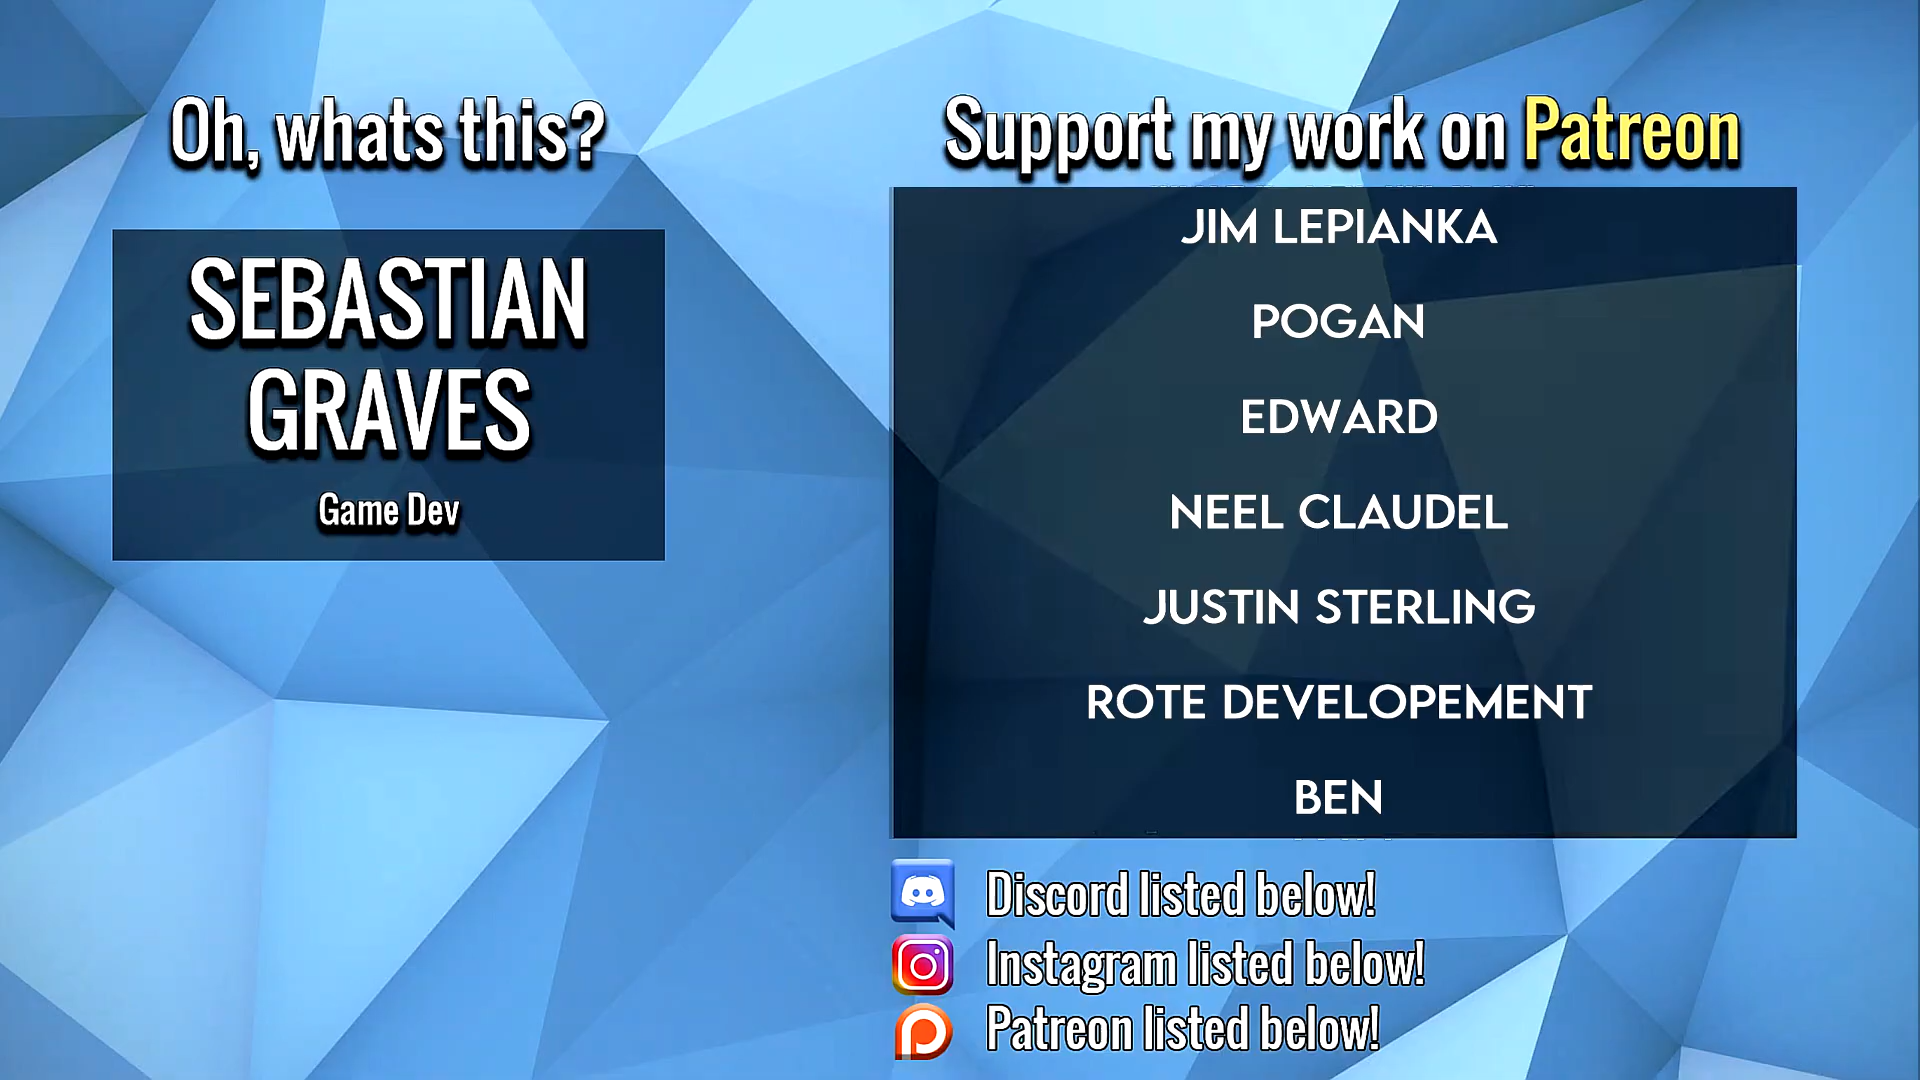 Oh, whats this?
SEBASTIAN
GRAVES
Game Dev
Support my work on Patreon
JIM LEPIANKA
POGAN
EDWARD
NEEL CLAUDEL
JUSTIN STERLING
ROTE DEVELOPEMENT
BEN
Discord listed below!
Instagram listed below!
Patreon listed below!